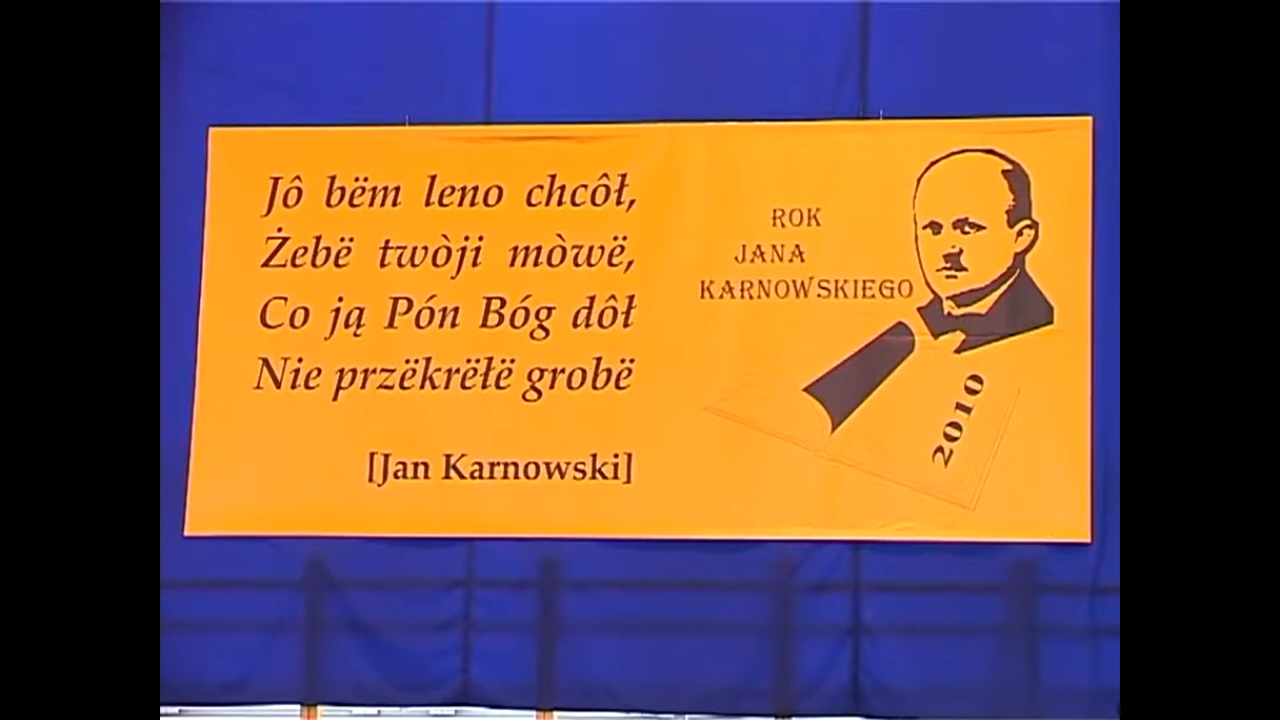 Jô bëm leno chcôł,
Żebë twòji mòwë,
Co ją Pón Bóg dôł
Nie przëkrëłë grobë
[Jan Karnowski]
ROK
JANA
KARNOWSKIEGO
2010